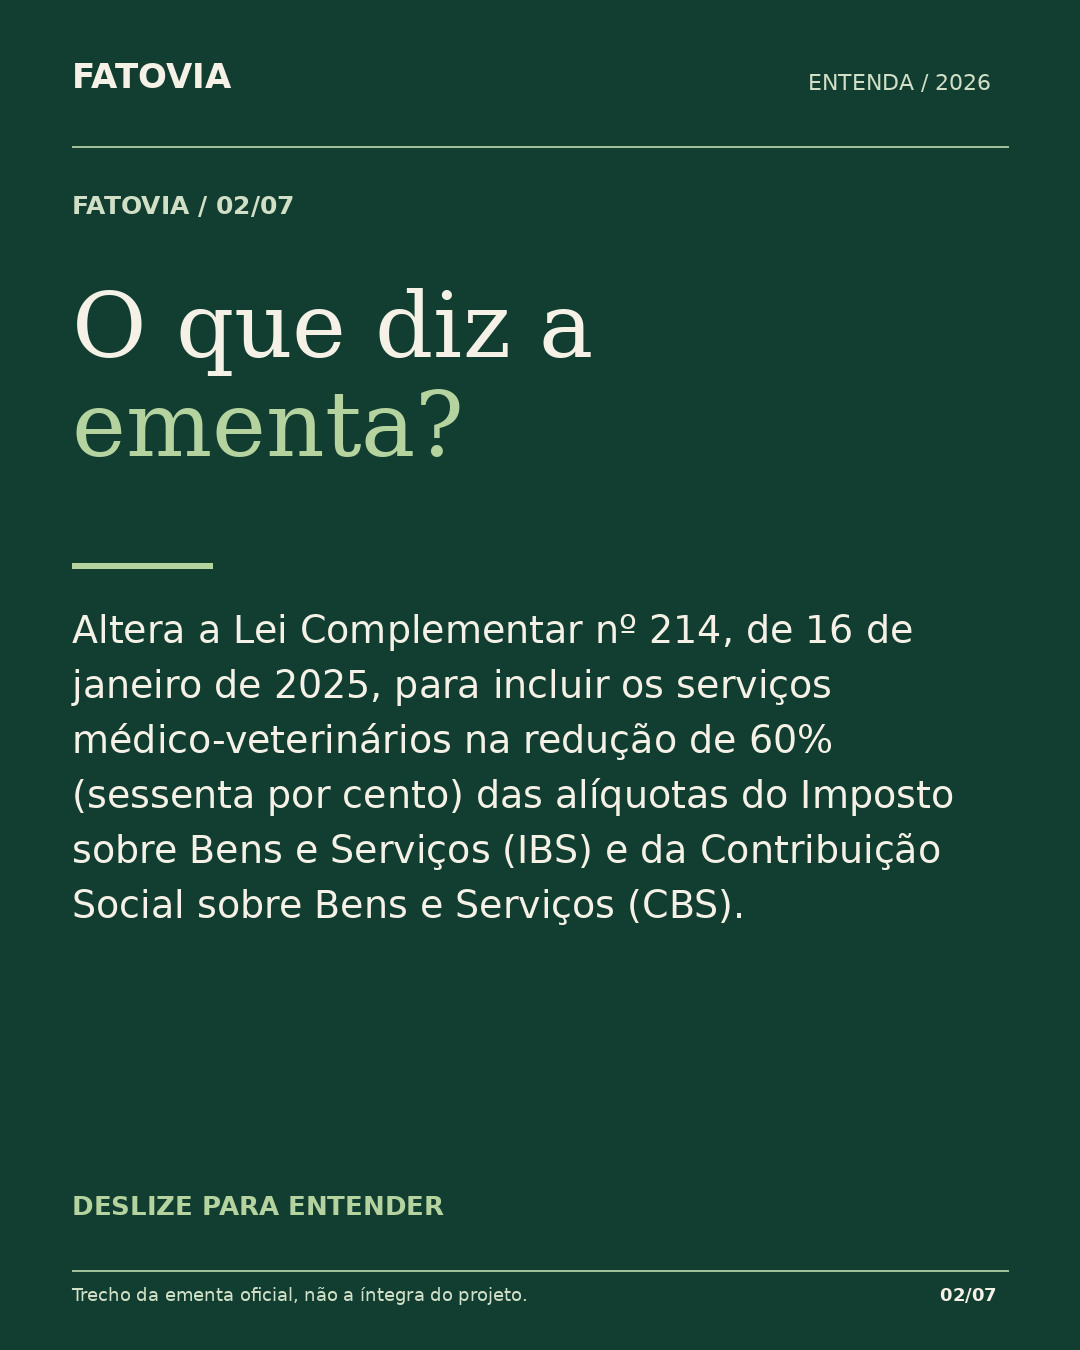 FATOVIA
ENTENDA / 2026
FATOVIA / 02/07
O que diz a
ementa?
Altera a Lei Complementar nº 214, de 16 de
janeiro de 2025, para incluir os serviços
médico-veterinários na redução de 60%
(sessenta por cento) das alíquotas do Imposto
sobre Bens e Serviços (IBS) e da Contribuição
Social sobre Bens e Serviços (CBS).
DESLIZE PARA ENTENDER
Trecho da ementa oficial, não a íntegra do projeto.
02/07